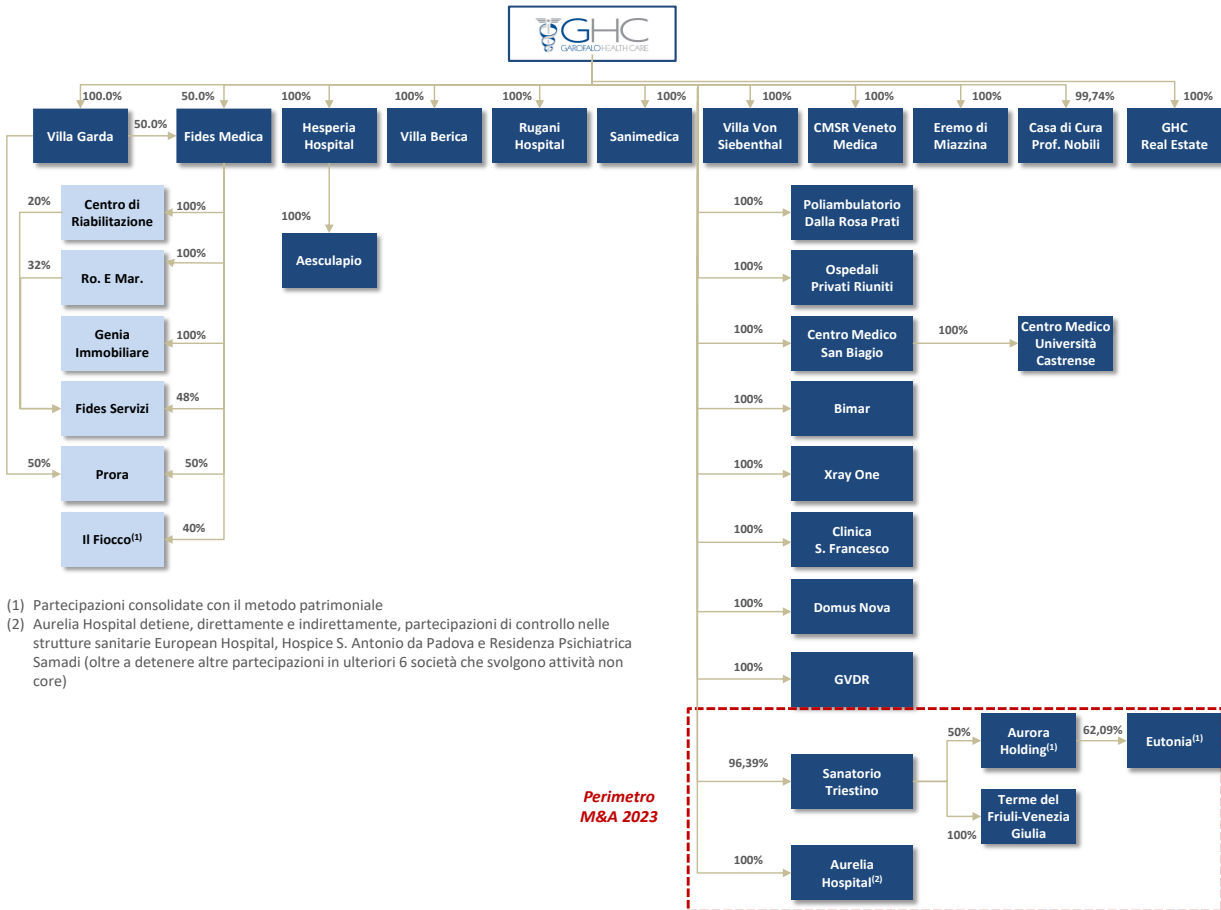 GHC
GAROFALO HEALTH CARE
100.0%
50.0%
100%
100%
100%
100%
100%
100%
100%
99,74%
100%
Villa Garda
50.0%
Fides Medica
Hesperia
Hospital
Villa Berica
Rugani
Hospital
Sanimedica
Villa Von
Siebenthal
CMSR Veneto
Medica
Eremo di
Miazzina
Casa di Cura
Prof. Nobili
GHC
Real Estate
20%
Centro di
Riabilitazione
100%
32%
Ro. E Mar.
100%
Genia
Immobiliare
100%
Fides Servizi
48%
50%
Prora
50%
Il Fiocco(1)
40%
100%
Aesculapio
100%
Poliambulatorio
Dalla Rosa Prati
100%
Ospedali
Privati Riuniti
100%
Centro Medico
San Biagio
100%
Centro Medico
Università
Castrense
100%
Bimar
100%
Xray One
100%
Clinica
S. Francesco
100%
Domus Nova
100%
GVDR
(1) Partecipazioni consolidate con il metodo patrimoniale
(2) Aurelia Hospital detiene, direttamente e indirettamente, partecipazioni di controllo nelle
strutture sanitarie European Hospital, Hospice S. Antonio da Padova e Residenza Psichiatrica
Samadi (oltre a detenere altre partecipazioni in ulteriori 6 società che svolgono attività non
core)
Perimetro
M&A 2023
96,39%
Sanatorio
Triestino
50%
Aurora
Holding(1)
62,09%
Eutonia(1)
100%
Terme del
Friuli-Venezia
Giulia
100%
Aurelia
Hospital(2)